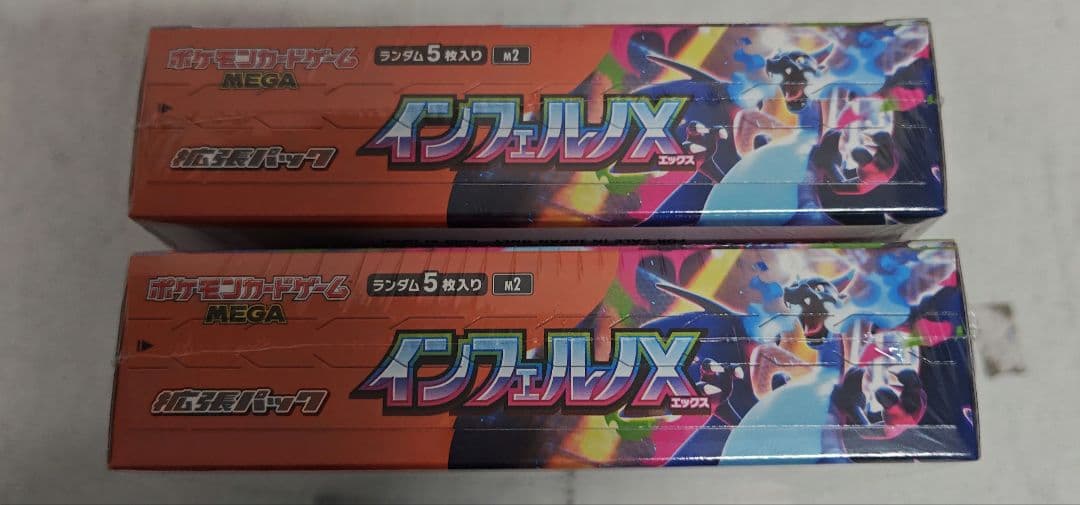 ポケモンカードゲーム
MEGA
ランダム5枚入り
M2
インフェルノX
エックス
拡張パック
ポケモンカードゲーム
MEGA
ランダム5枚入り
M2
インフェルノX
エックス
拡張パック